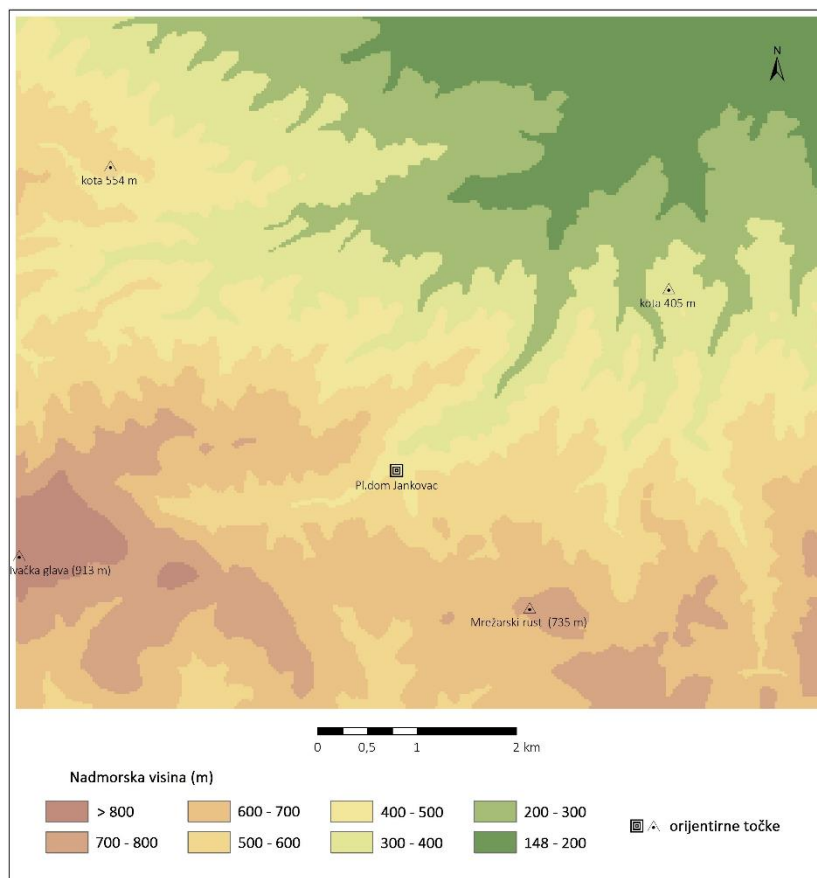 N
kota 554 m
kota 405 m
Pl.dom Jankovac
Ivačka glava (913 m)
Mrežarski rust (735 m)
0 0,5 1 2 km
Nadmorska visina (m)
> 800 600 - 700 400 - 500 200 - 300
700 - 800 500 - 600 300 - 400 148 - 200
orijentirne točke